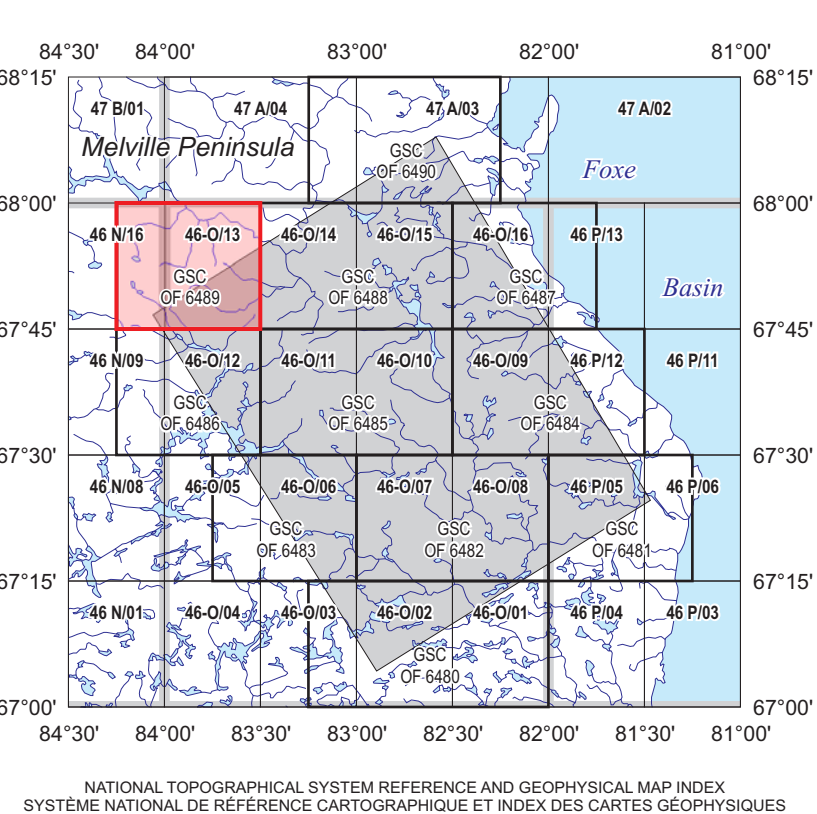 84°30' 84°00' 83°00' 82°00' 81°00'
68°15' 68°15'
47 B/01 47 A/04 47 A/03 47 A/02
Melville Peninsula
GSC
OF 6490
Foxe
68°00' 68°00'
46 N/16 46-O/13 46-O/14 46-O/15 46-O/16 46 P/13
GSC GSC GSC
OF 6489 OF 6488 OF 6487
Basin
67°45' 67°45'
46 N/09 46-O/12 46-O/11 46-O/10 46-O/09 46 P/12 46 P/11
GSC GSC GSC
OF 6486 OF 6485 OF 6484
67°30' 67°30'
46 N/08 46-O/05 46-O/06 46-O/07 46-O/08 46 P/05 46 P/06
GSC GSC GSC
OF 6483 OF 6482 OF 6481
67°15' 67°15'
46 N/01 46-O/04 46-O/03 46-O/02 46-O/01 46 P/04 46 P/03
GSC
OF 6480
67°00' 67°00'
84°30' 84°00' 83°30' 83°00' 82°30' 82°00' 81°30' 81°00'
NATIONAL TOPOGRAPHICAL SYSTEM REFERENCE AND GEOPHYSICAL MAP INDEX
SYSTÈME NATIONAL DE RÉFÉRENCE CARTOGRAPHIQUE ET INDEX DES CARTES GÉOPHYSIQUES